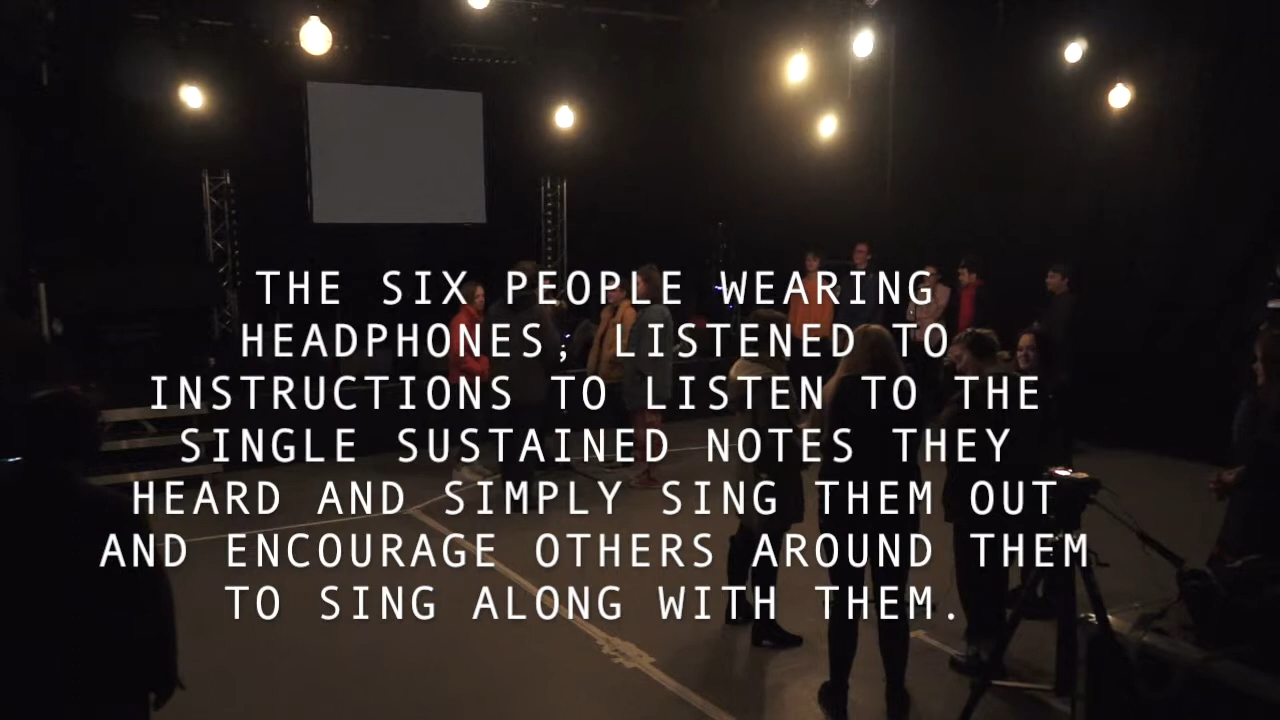 THE SIX PEOPLE WEARING
HEADPHONES, LISTENED TO
INSTRUCTIONS TO LISTEN TO THE
SINGLE SUSTAINED NOTES THEY
HEARD AND SIMPLY SING THEM OUT
AND ENCOURAGE OTHERS AROUND THEM
TO SING ALONG WITH THEM.